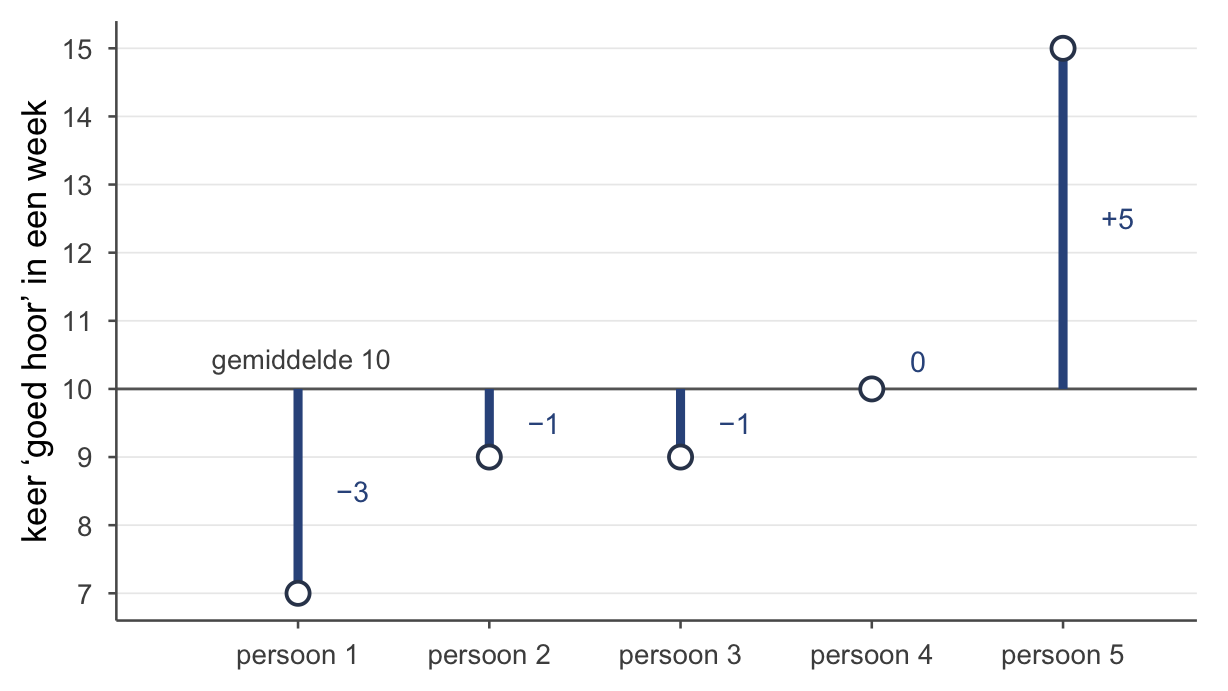 keer ‘goed hoor’ in een week
15
14
13
12
11
10
9
8
7
gemiddelde 10
−3
−1
−1
0
+5
persoon 1
persoon 2
persoon 3
persoon 4
persoon 5